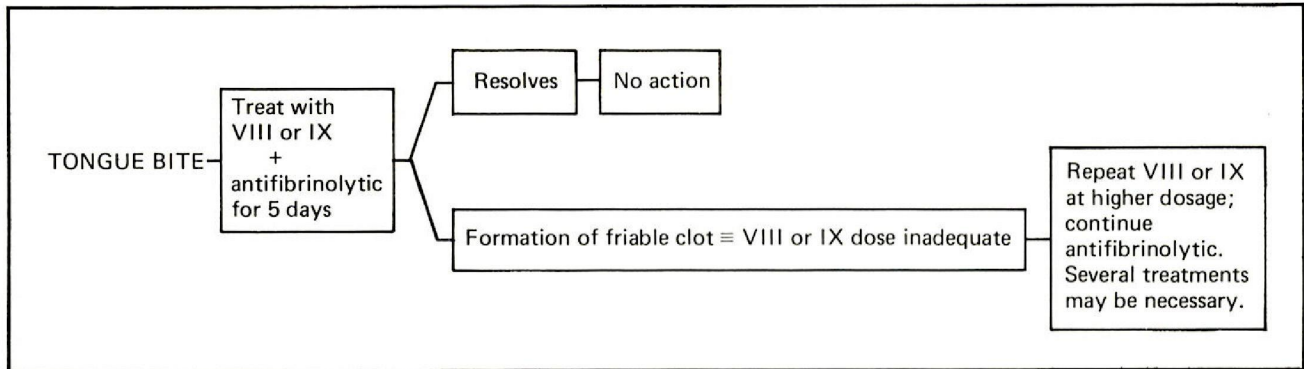 TONGUE BITE
Treat with
VIII or IX
+
antifibrinolytic
for 5 days
Resolves
No action
Formation of friable clot ≡ VIII or IX dose inadequate
Repeat VIII or IX
at higher dosage;
continue
antifibrinolytic.
Several treatments
may be necessary.